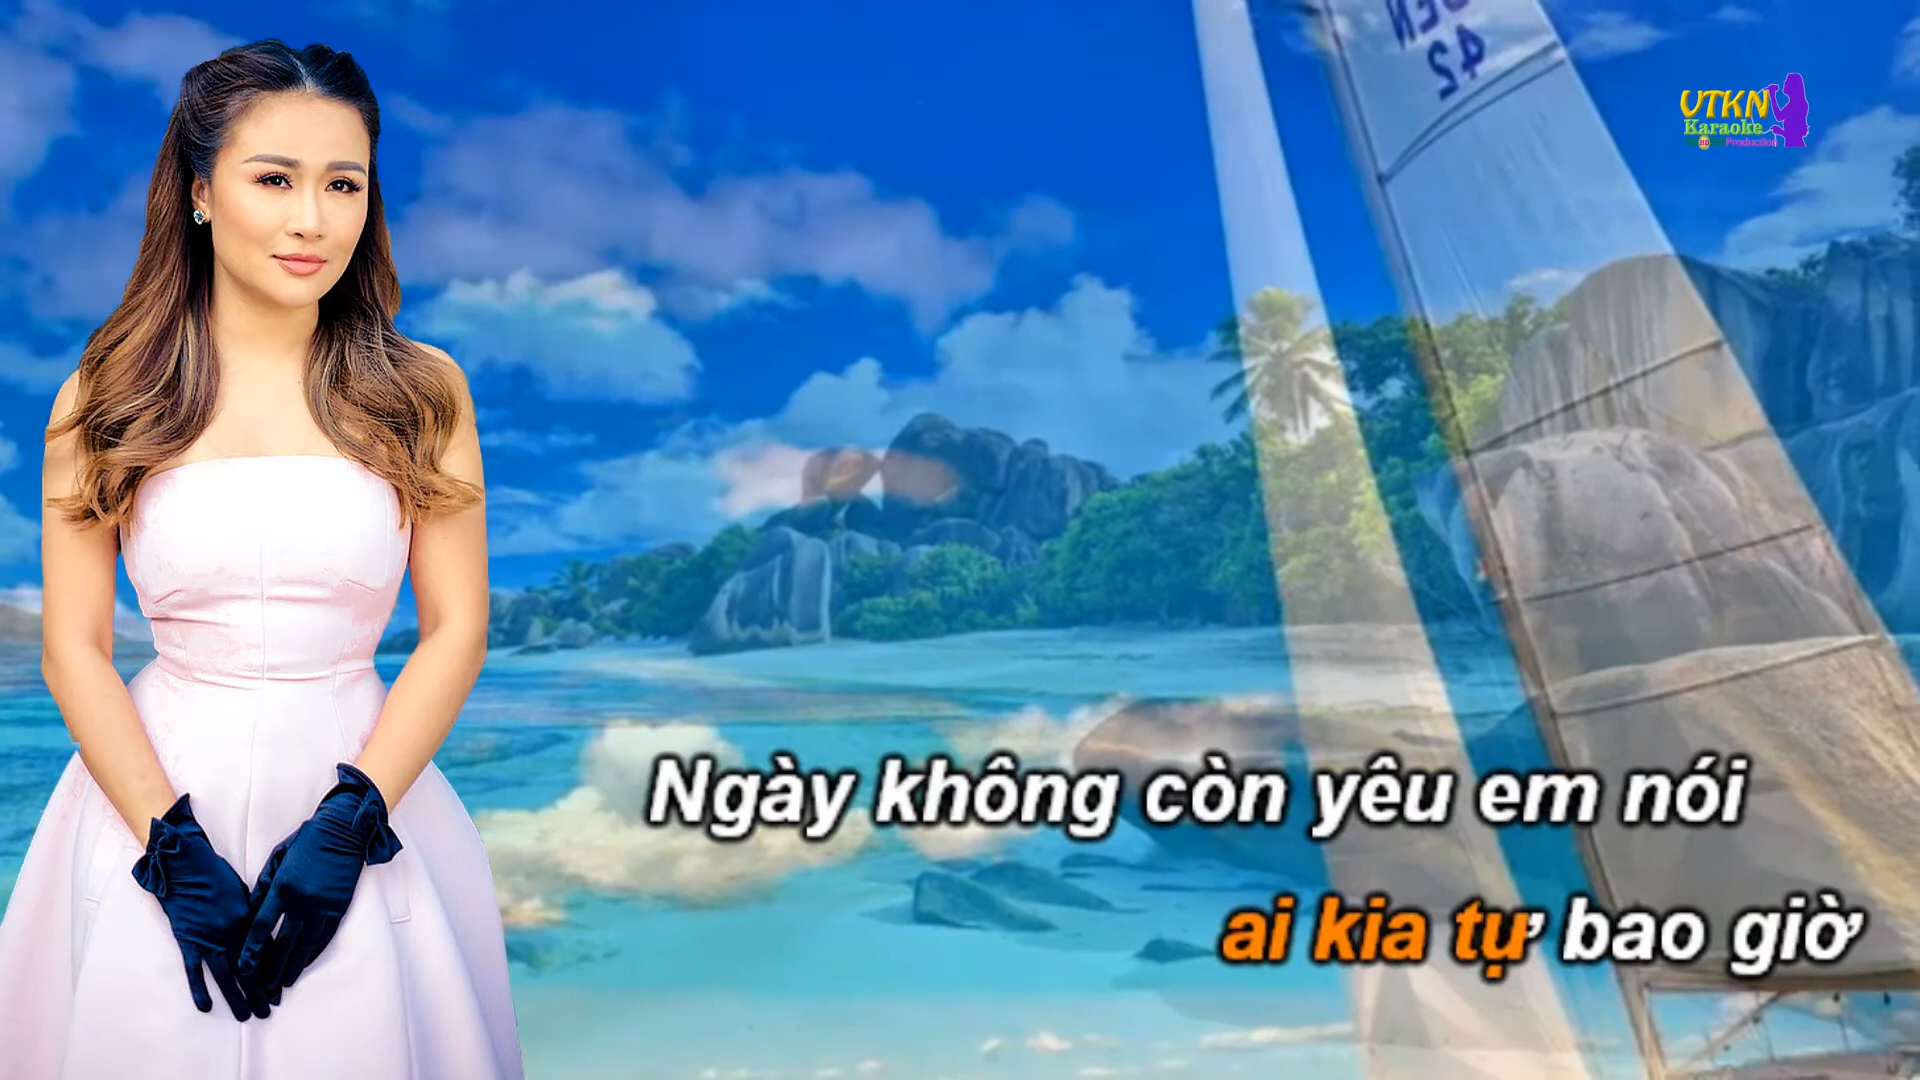 42
VTKN
Karaoke
Production
Ngày không còn yêu em nói
ai kia tự bao giờ